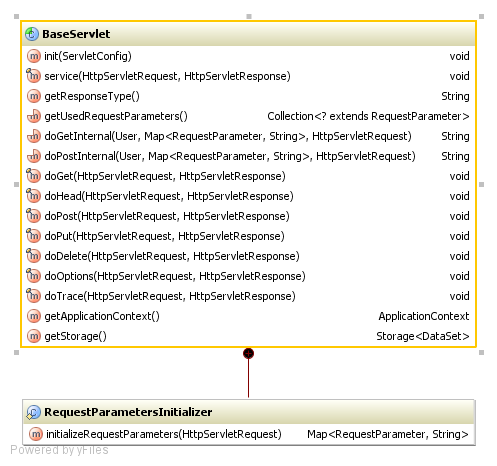 BaseServlet
init(ServletConfig) void
service(HttpServletRequest, HttpServletResponse) void
getResponseType() String
getUsedRequestParameters() Collection<? extends RequestParameter>
doGetInternal(User, Map<RequestParameter, String>, HttpServletRequest) String
doPostInternal(User, Map<RequestParameter, String>, HttpServletRequest) String
doGet(HttpServletRequest, HttpServletResponse) void
doHead(HttpServletRequest, HttpServletResponse) void
doPost(HttpServletRequest, HttpServletResponse) void
doPut(HttpServletRequest, HttpServletResponse) void
doDelete(HttpServletRequest, HttpServletResponse) void
doOptions(HttpServletRequest, HttpServletResponse) void
doTrace(HttpServletRequest, HttpServletResponse) void
getApplicationContext() ApplicationContext
getStorage() Storage<DataSet>
RequestParametersInitializer
initializeRequestParameters(HttpServletRequest) Map<RequestParameter, String>
Powered by yFiles